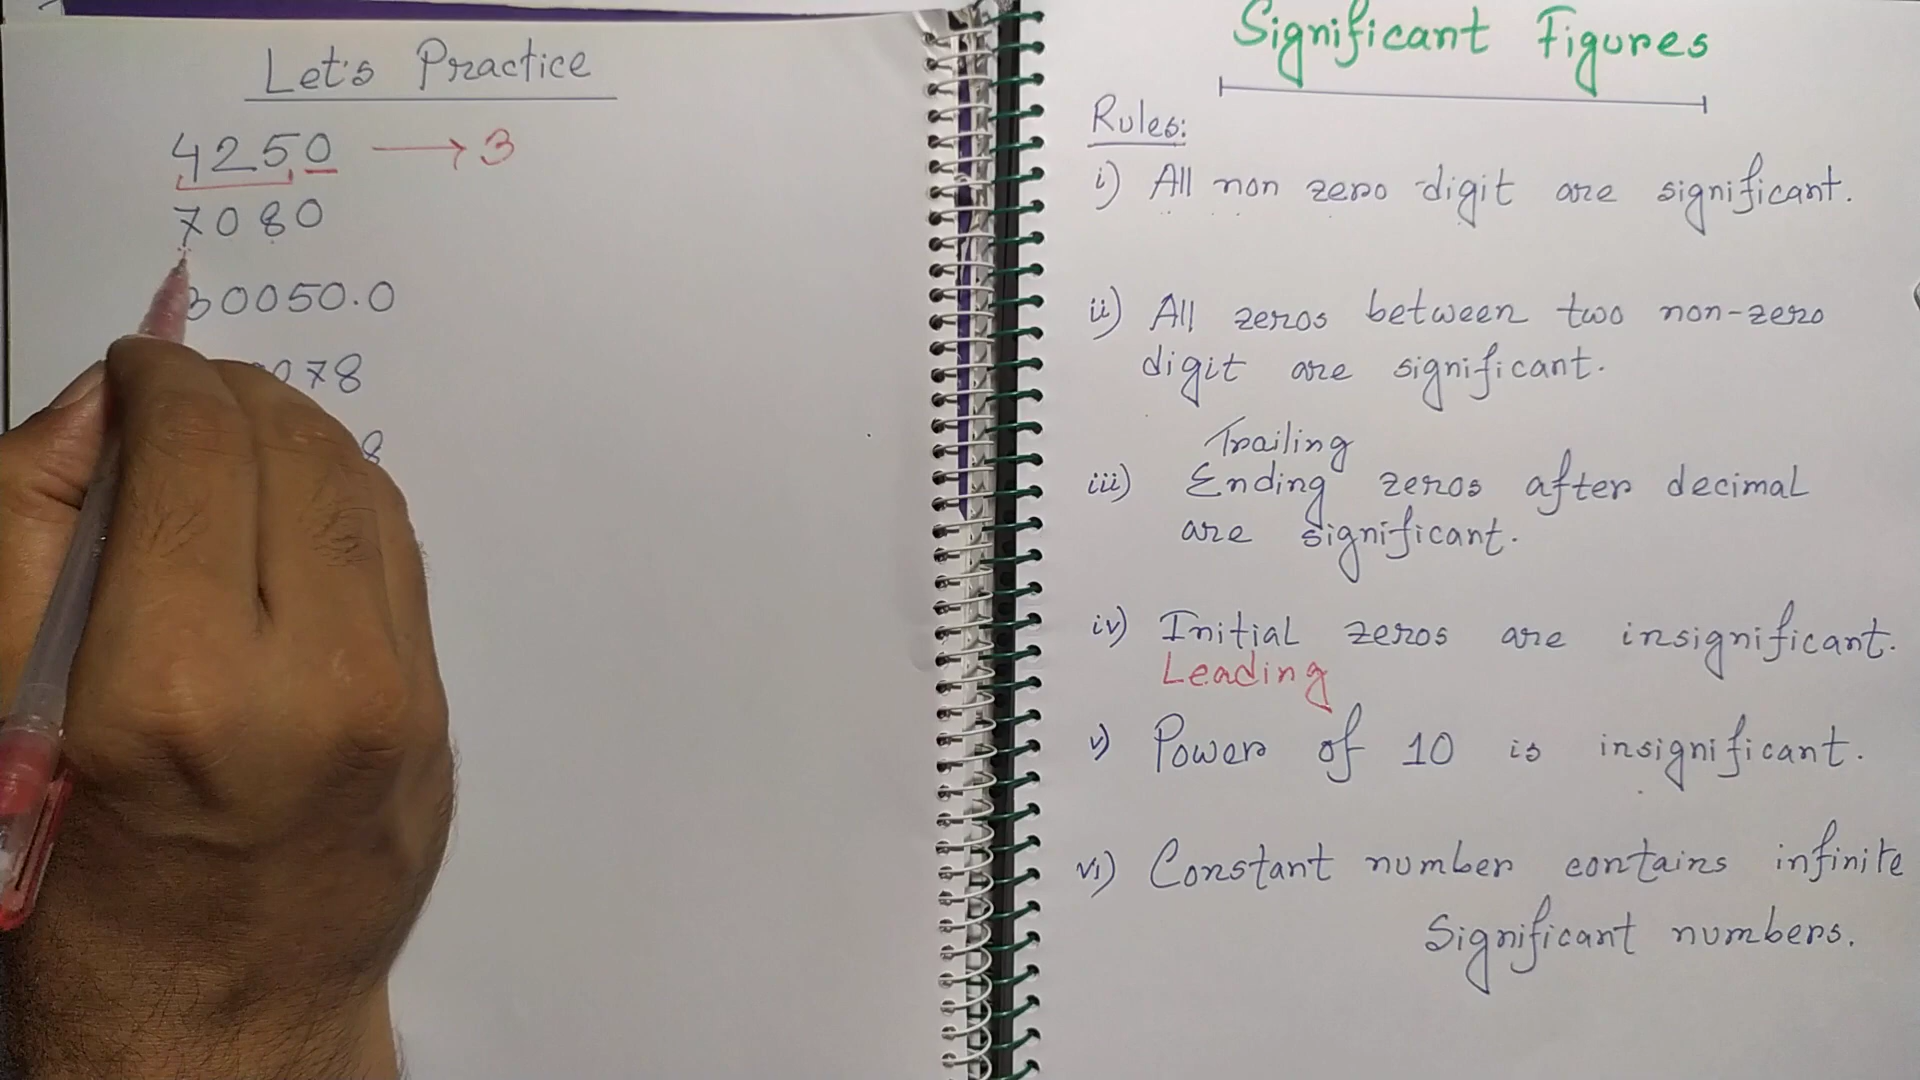 Let's Practice
4250 → 3
7080
30050.0
078
8
Significant Figures
Rules:
i) All non zero digit are significant.
ii) All zeros between two non-zero
digit are significant.
Trailing
iii) Ending zeros after decimal
are significant.
iv) Initial zeros are insignificant.
Leading
v) Power of 10 is insignificant.
vi) Constant number contains infinite
Significant numbers.